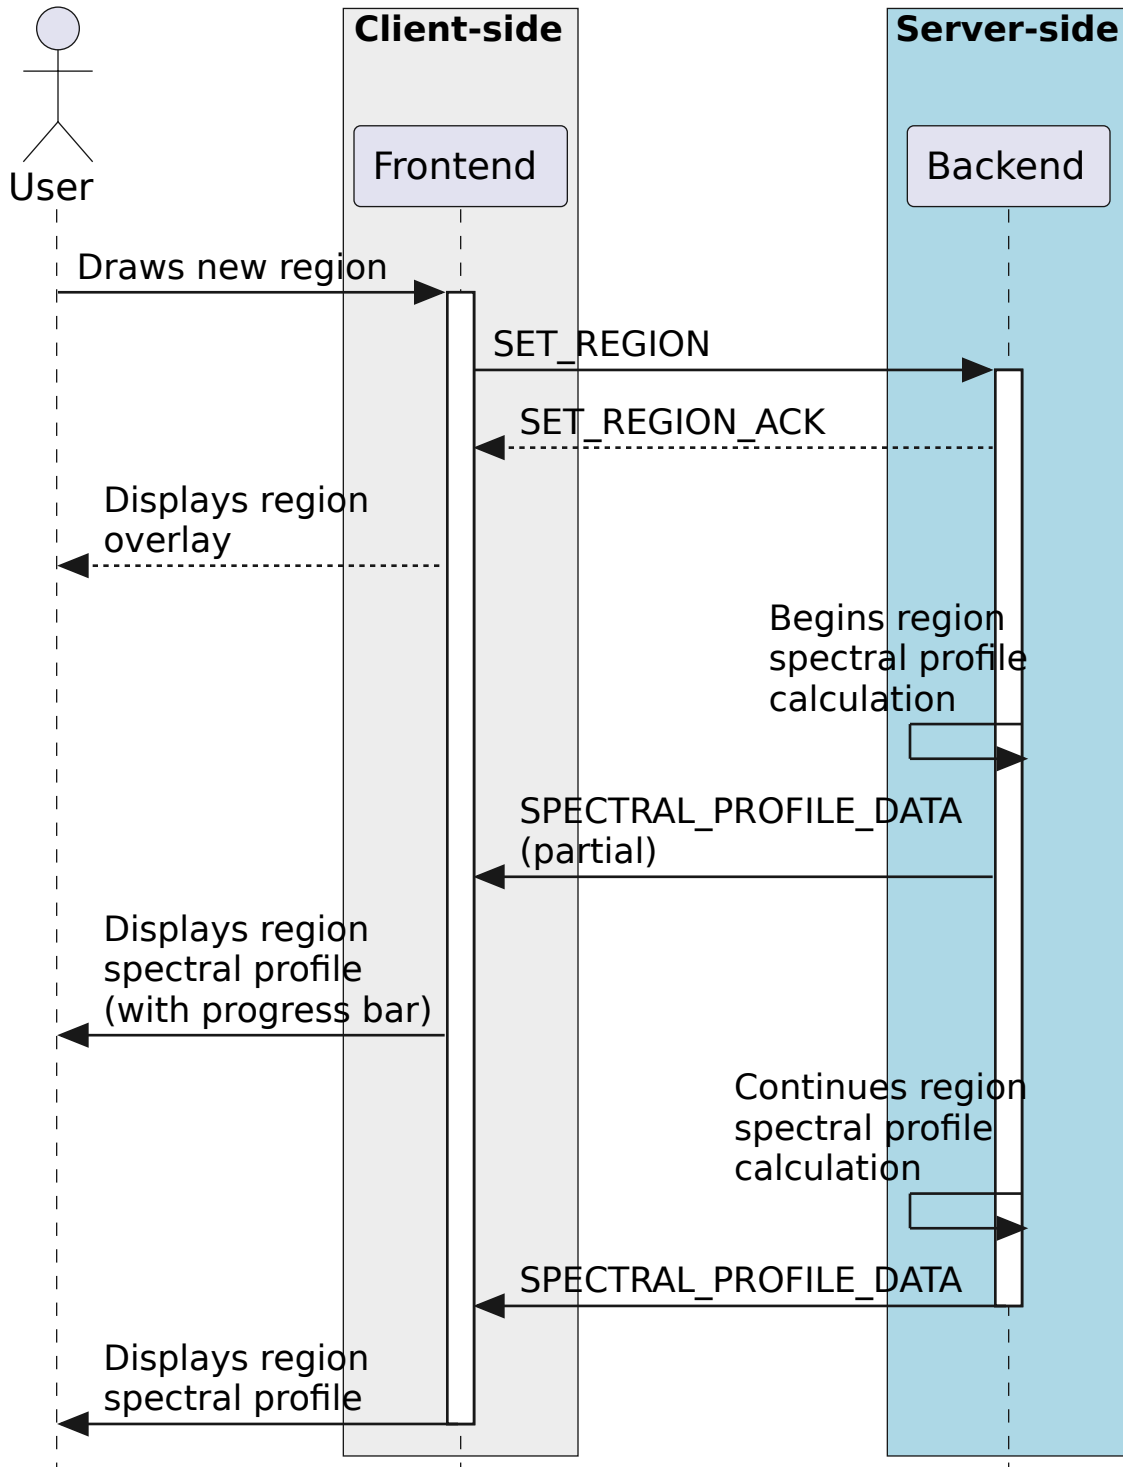 Client-side
Server-side
Frontend
Backend
User
Draws new region
SET_REGION
SET_REGION_ACK
Displays region
overlay
Begins region
spectral profile
calculation
SPECTRAL_PROFILE_DATA
(partial)
Displays region
spectral profile
(with progress bar)
Continues region
spectral profile
calculation
SPECTRAL_PROFILE_DATA
Displays region
spectral profile